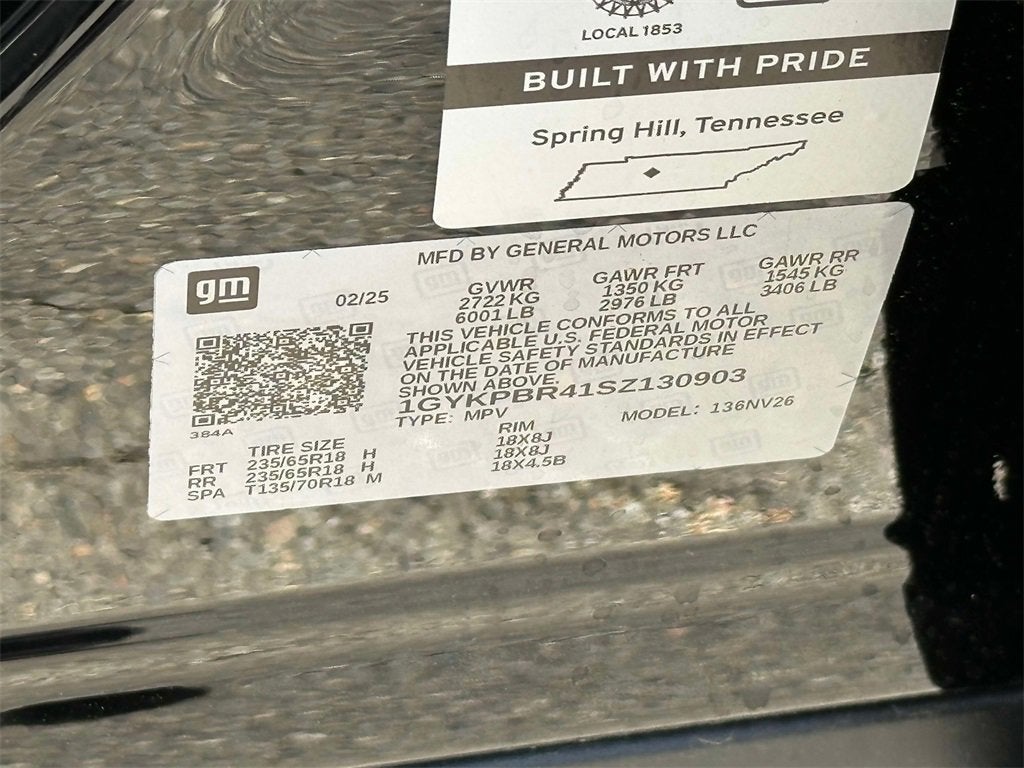 LOCAL 1853
BUILT WITH PRIDE
Spring Hill, Tennessee
MFD BY GENERAL MOTORS LLC
gm
02/25
GVWR GAWR FRT GAWR RR
2722 KG 1350 KG 1545 KG
6001 LB 2976 LB 3406 LB
THIS VEHICLE CONFORMS TO ALL
APPLICABLE U.S. FEDERAL MOTOR
VEHICLE SAFETY STANDARDS IN EFFECT
ON THE DATE OF MANUFACTURE
SHOWN ABOVE.
1GYKPBR41SZ130903
TYPE: MPV MODEL: 136NV26
384A
TIRE SIZE RIM
FRT 235/65R18 H 18X8J
RR 235/65R18 H 18X8J
SPA T135/70R18 M 18X4.5B